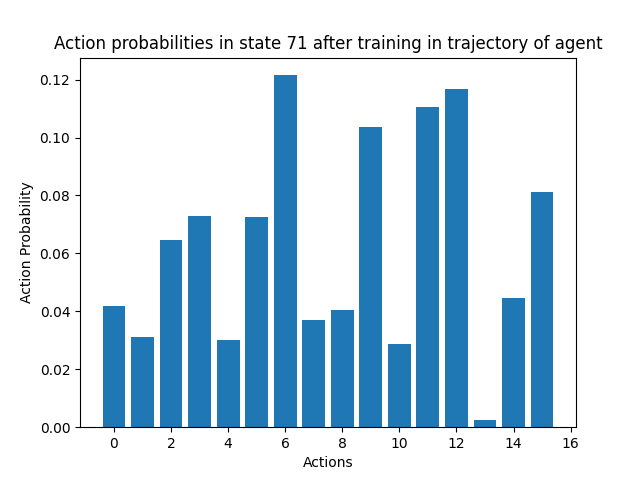 Action probabilities in state 71 after training in trajectory of agent
0.12
0.10
0.08
0.06
0.04
0.02
0.00
Action Probability
0 2 4 6 8 10 12 14 16
Actions